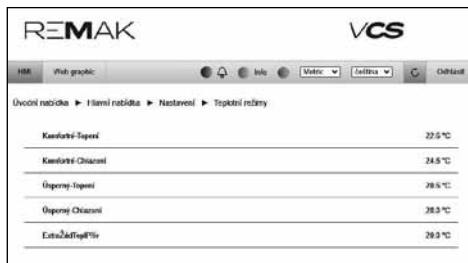 REMAK VCS
HMI Web graphic Info Metric čeština Odhlásit
Úvodní nabídka ► Hlavní nabídka ► Nastavení ► Teplotní režimy
Komfortní-Topení 22.5 °C
Komfortní-Chlazení 24.5 °C
Úsporný-Topení 20.5 °C
Úsporný-Chlazení 28.0 °C
ExtraŽádTeplPřív 20.0 °C